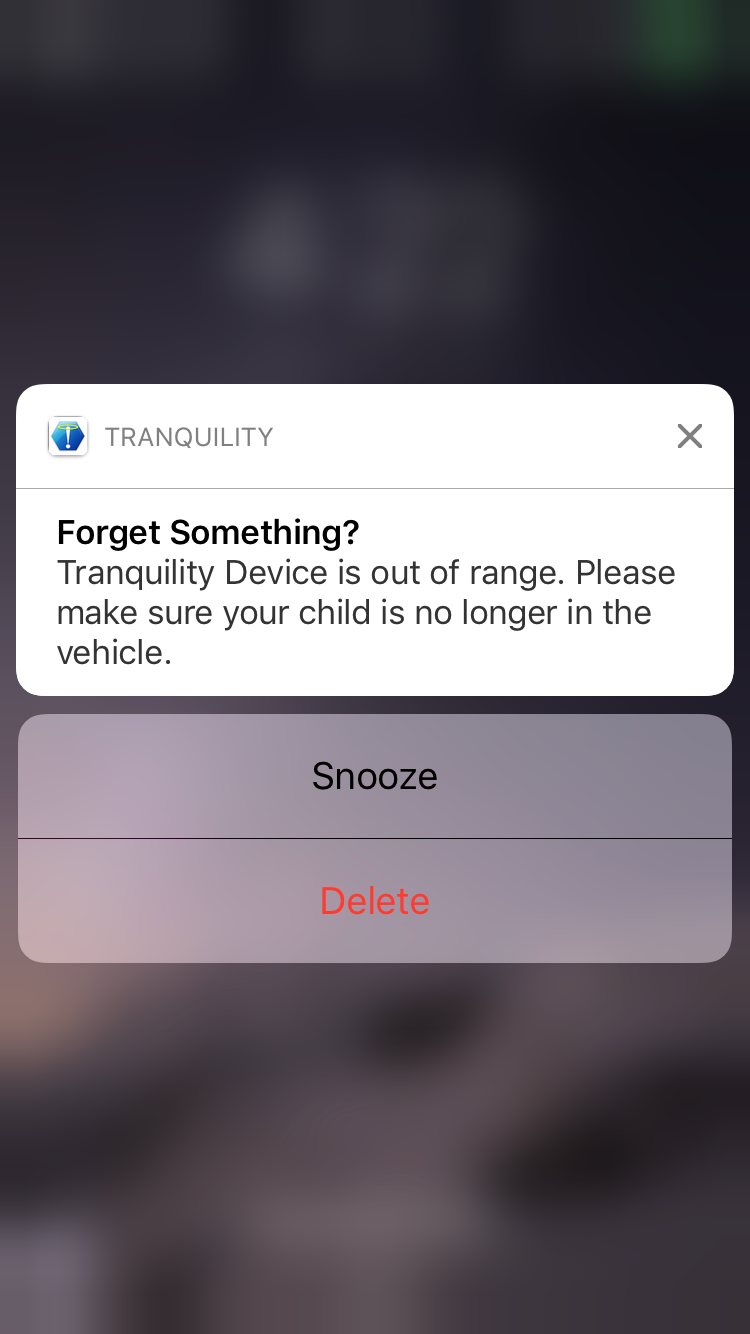 TRANQUILITY
Forget Something?
Tranquility Device is out of range. Please
make sure your child is no longer in the
vehicle.
Snooze
Delete